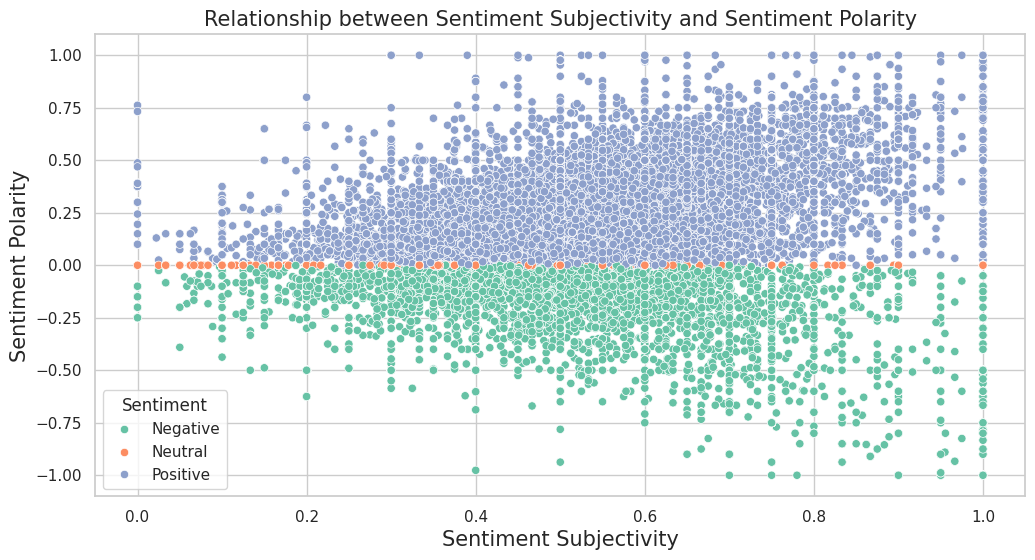 Relationship between Sentiment Subjectivity and Sentiment Polarity
Sentiment Polarity
1.00
0.75
0.50
0.25
0.00
−0.25
−0.50
−0.75
−1.00
Sentiment
Negative
Neutral
Positive
0.0 0.2 0.4 0.6 0.8 1.0
Sentiment Subjectivity